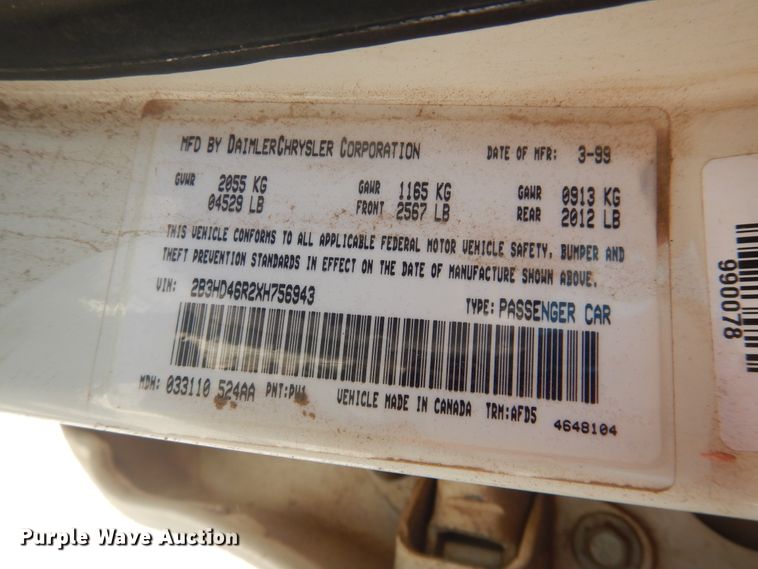 MFD BY DAIMLERCHRYSLER CORPORATION DATE OF MFR: 3-99
GVWR 2055 KG GAWR 1165 KG GAWR 0913 KG
04529 LB FRONT 2567 LB REAR 2012 LB
THIS VEHICLE CONFORMS TO ALL APPLICABLE FEDERAL MOTOR VEHICLE SAFETY, BUMPER AND
THEFT PREVENTION STANDARDS IN EFFECT ON THE DATE OF MANUFACTURE SHOWN ABOVE.
VIN: 2B3HD46R2XH756943 TYPE: PASSENGER CAR
MDH: 033110 524AA PNT: PW1 VEHICLE MADE IN CANADA TRM: AFD5
4648104
990078
Purple Wave Auction